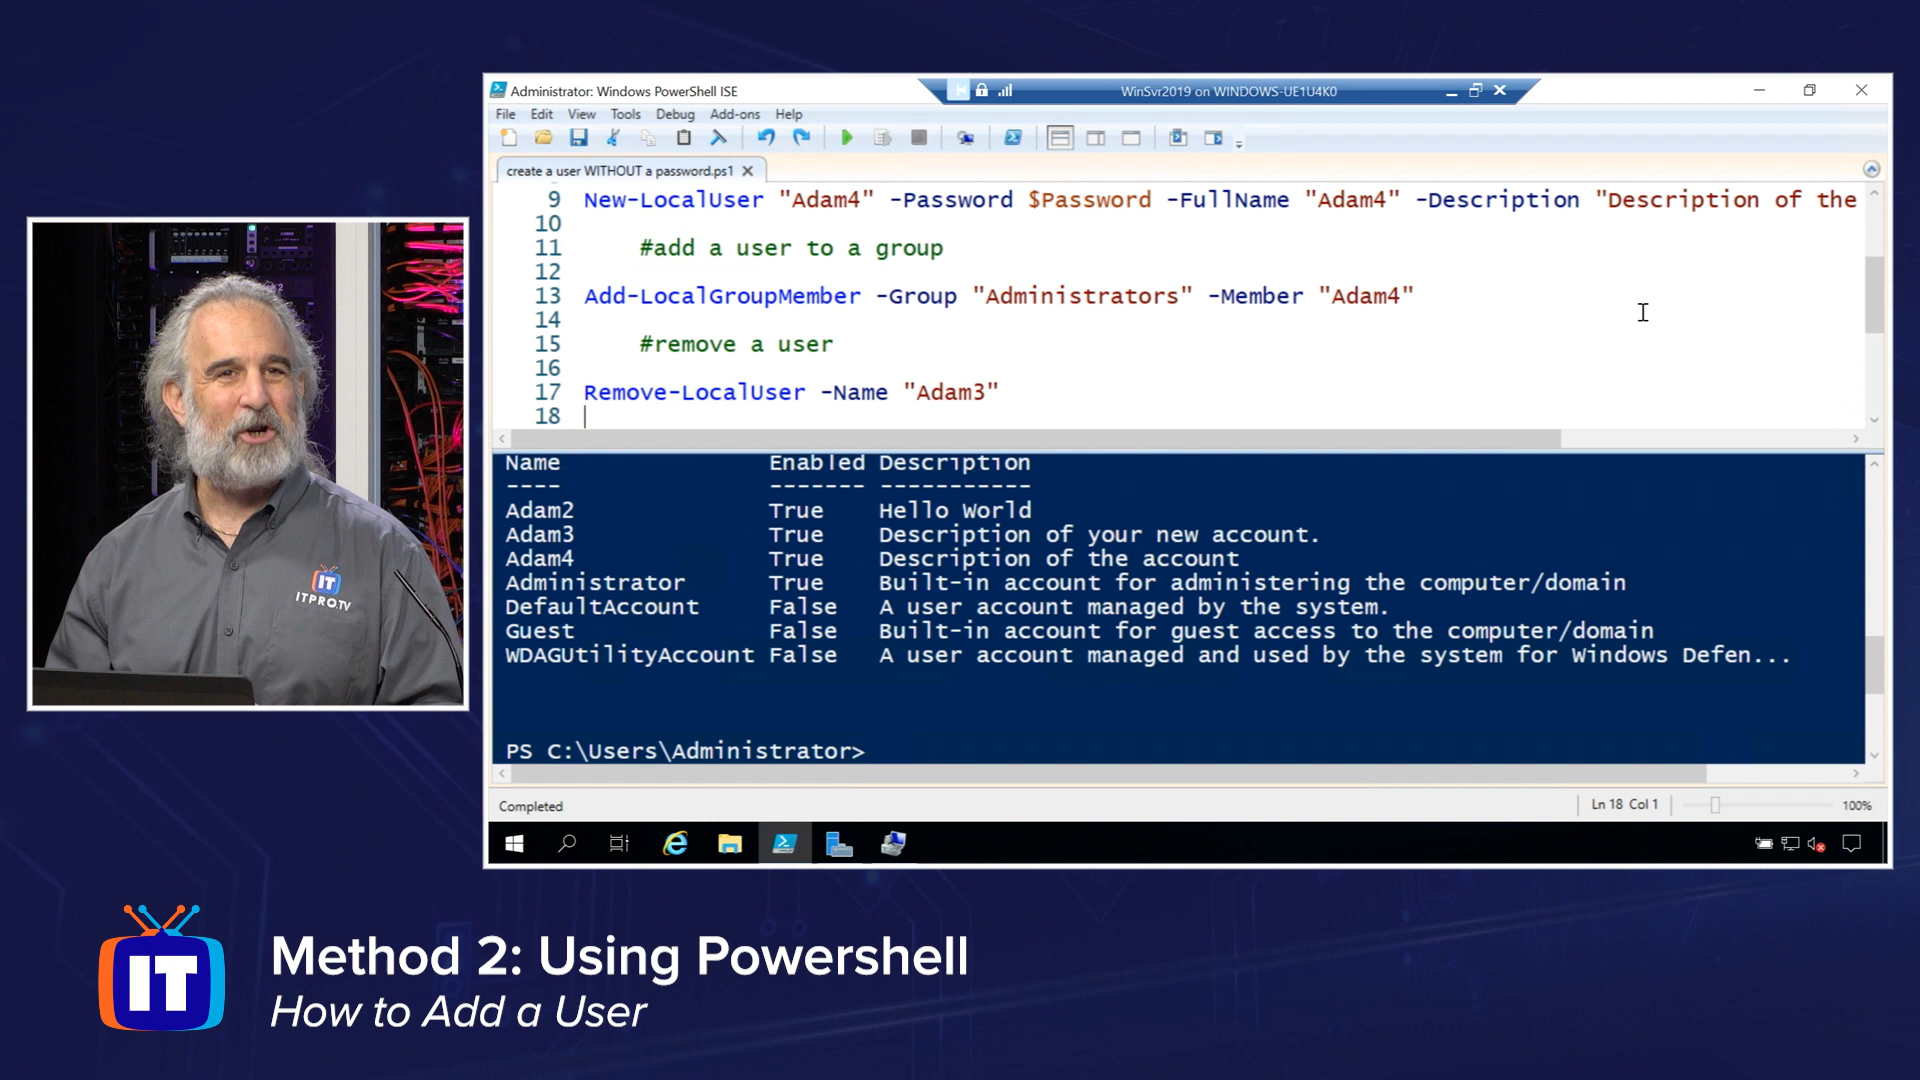 Administrator: Windows PowerShell ISE
WinSvr2019 on WINDOWS-UE1U4K0
File Edit View Tools Debug Add-ons Help
create a user WITHOUT a password.ps1
9 New-LocalUser "Adam4" -Password $Password -FullName "Adam4" -Description "Description of the
10
11 #add a user to a group
12
13 Add-LocalGroupMember -Group "Administrators" -Member "Adam4"
14
15 #remove a user
16
17 Remove-LocalUser -Name "Adam3"
18
Name Enabled Description
---- ------- -----------
Adam2 True Hello World
Adam3 True Description of your new account.
Adam4 True Description of the account
Administrator True Built-in account for administering the computer/domain
DefaultAccount False A user account managed by the system.
Guest False Built-in account for guest access to the computer/domain
WDAGUtilityAccount False A user account managed and used by the system for Windows Defen...
PS C:\Users\Administrator>
Completed
Ln 18 Col 1
100%
IT
ITPRO.TV
IT
Method 2: Using Powershell
How to Add a User